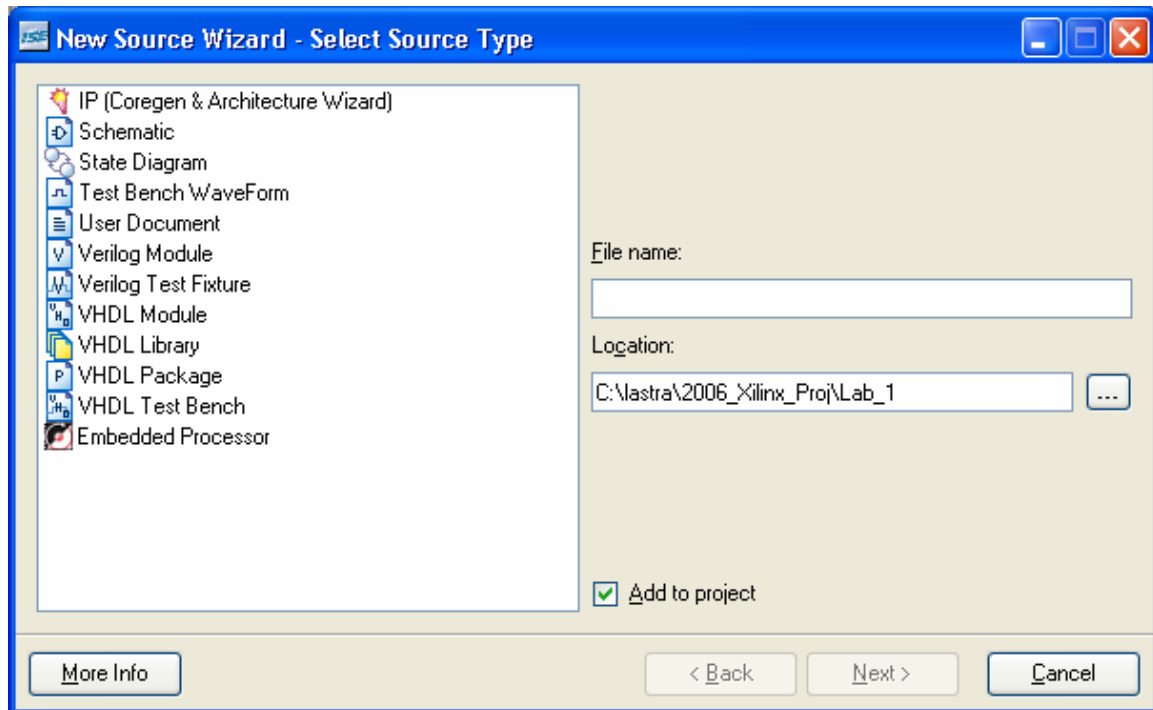 ISE New Source Wizard - Select Source Type
IP (Coregen & Architecture Wizard)
Schematic
State Diagram
Test Bench WaveForm
User Document
Verilog Module
Verilog Test Fixture
VHDL Module
VHDL Library
VHDL Package
VHDL Test Bench
Embedded Processor
File name:
Location:
C:\lastra\2006_Xilinx_Proj\Lab_1
...
Add to project
More Info
< Back
Next >
Cancel